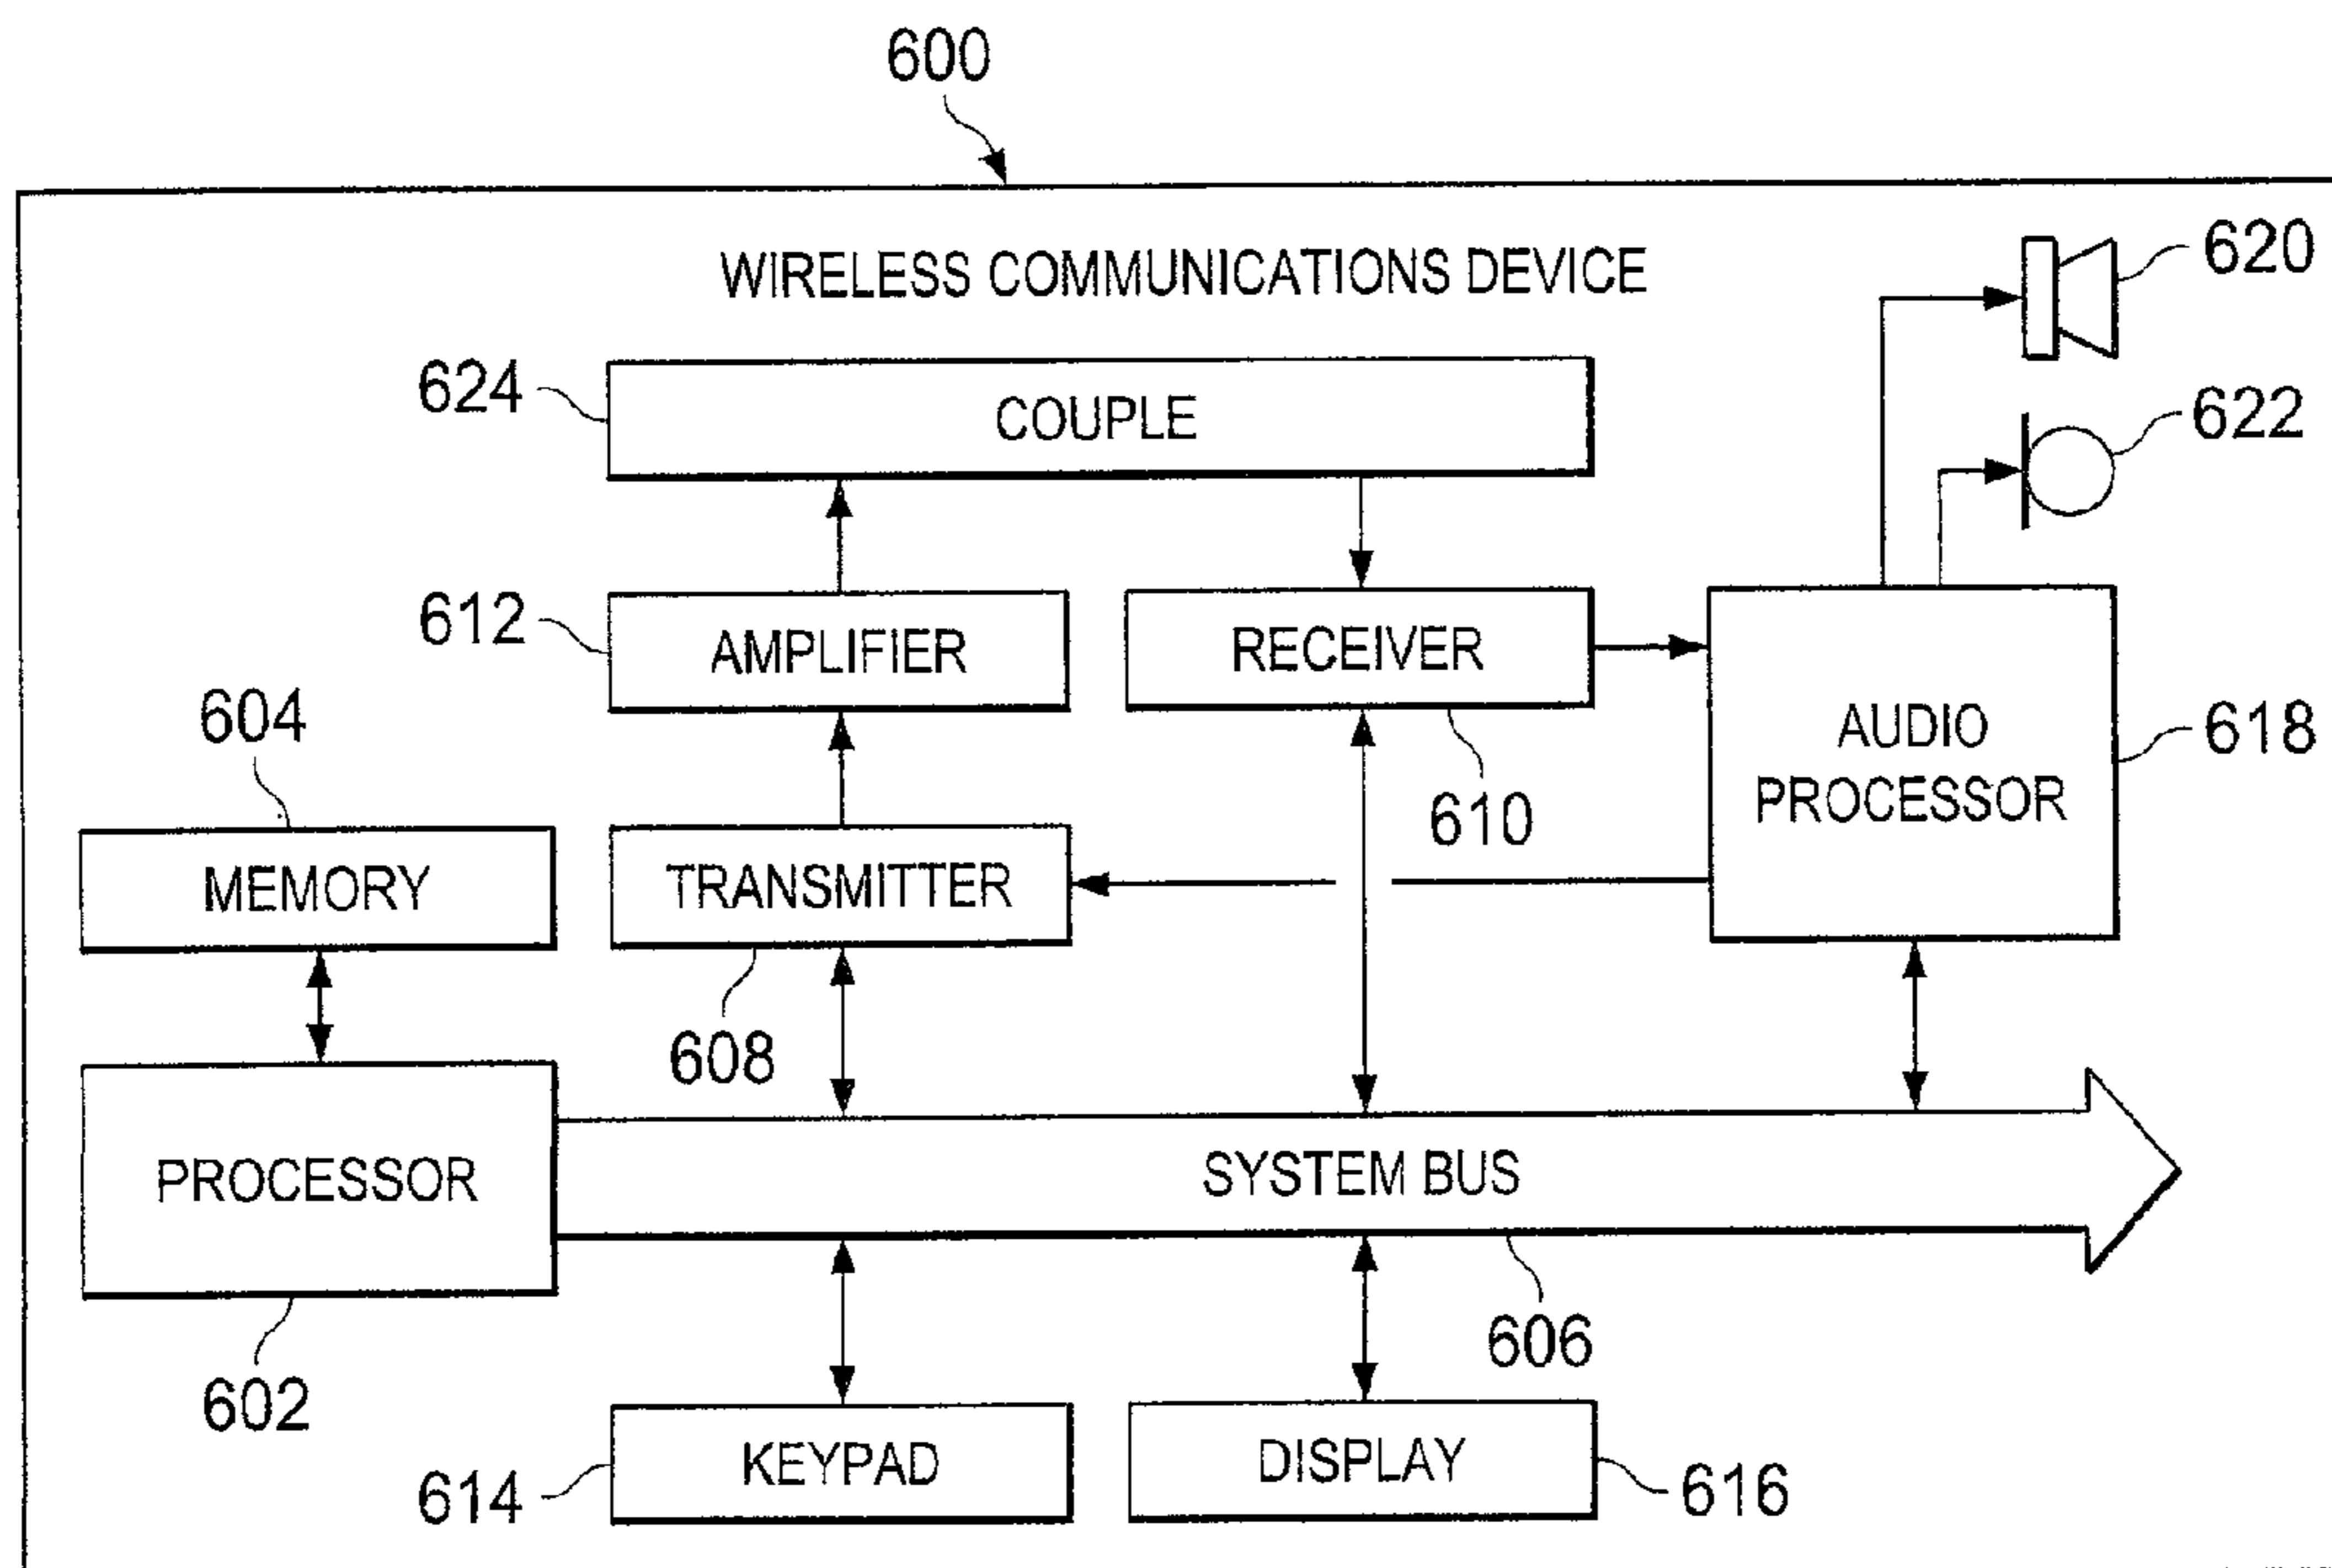 600
WIRELESS COMMUNICATIONS DEVICE
620
624
COUPLE
622
612
AMPLIFIER
RECEIVER
604
AUDIO
PROCESSOR
618
610
MEMORY
TRANSMITTER
608
PROCESSOR
SYSTEM BUS
606
602
614
KEYPAD
DISPLAY
616